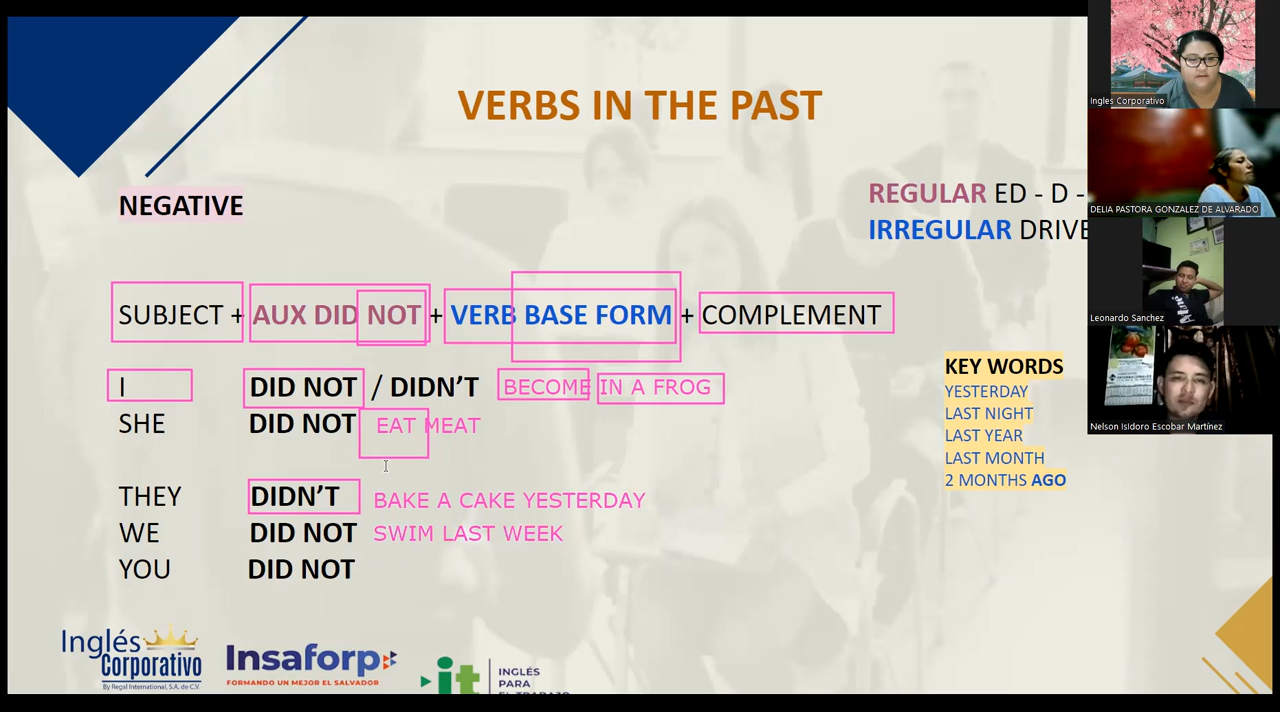 VERBS IN THE PAST
NEGATIVE
REGULAR ED - D -
IRREGULAR DRIVE
SUBJECT + AUX DID NOT + VERB BASE FORM + COMPLEMENT
I DID NOT / DIDN'T BECOME IN A FROG
SHE DID NOT EAT MEAT
THEY DIDN'T BAKE A CAKE YESTERDAY
WE DID NOT SWIM LAST WEEK
YOU DID NOT
KEY WORDS
YESTERDAY
LAST NIGHT
LAST YEAR
LAST MONTH
2 MONTHS AGO
Ingles Corporativo
DELIA PASTORA GONZALEZ DE ALVARADO
Leonardo Sanchez
Nelson Isidoro Escobar Martínez
Inglés
Corporativo
By Regal International, S.A. de C.V.
Insaforp
FORMANDO UN MEJOR EL SALVADOR
it
INGLÉS
PARA
EL TRABAJO